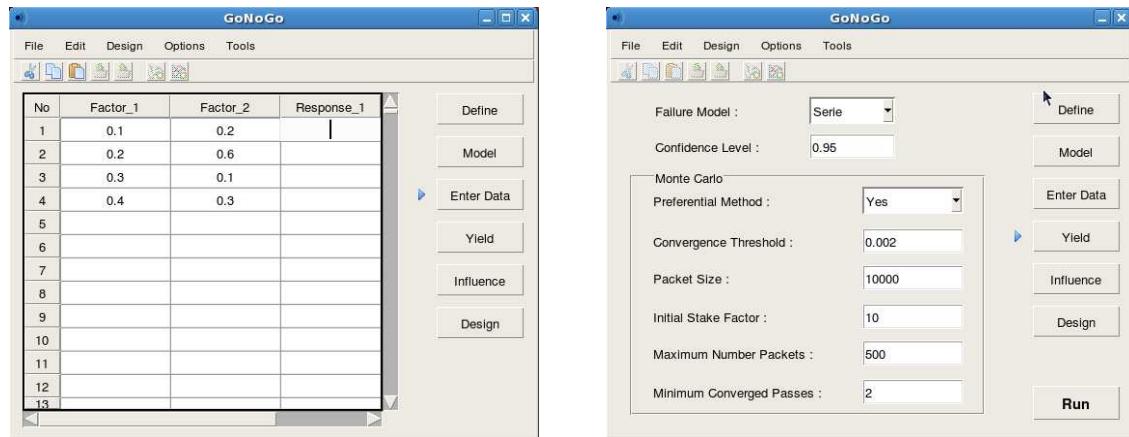 GoNoGo
File Edit Design Options Tools
No Factor_1 Factor_2 Response_1
1 0.1 0.2
2 0.2 0.6
3 0.3 0.1
4 0.4 0.3
5
6
7
8
9
10
11
12
13
Define
Model
Enter Data
Yield
Influence
Design
GoNoGo
File Edit Design Options Tools
Failure Model : Serie
Confidence Level : 0.95
Monte Carlo
Preferential Method : Yes
Convergence Threshold : 0.002
Packet Size : 10000
Initial Stake Factor : 10
Maximum Number Packets : 500
Minimum Converged Passes : 2
Define
Model
Enter Data
Yield
Influence
Design
Run